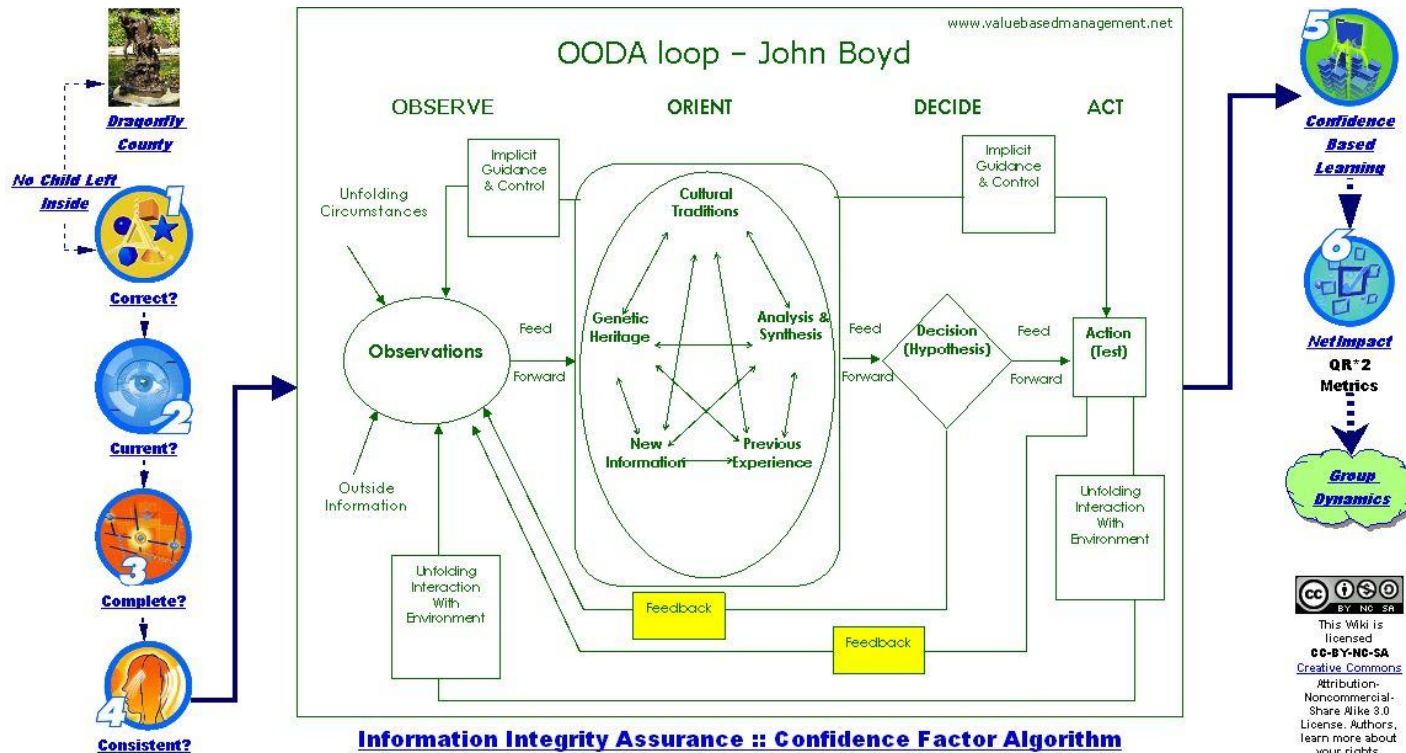 www.valuebasedmanagement.net
OODA loop – John Boyd
OBSERVE
ORIENT
DECIDE
ACT
Dragonfly
County
No Child Left
Inside
1
Correct?
2
Current?
3
Complete?
4
Consistent?
Implicit
Guidance
& Control
Unfolding
Circumstances
Observations
Outside
Information
Unfolding
Interaction
With
Environment
Feed
Forward
Cultural
Traditions
Genetic
Heritage
Analysis &
Synthesis
New
Information
Previous
Experience
Feed
Forward
Decision
(Hypothesis)
Feed
Forward
Implicit
Guidance
& Control
Action
(Test)
Unfolding
Interaction
With
Environment
Feedback
Feedback
Information Integrity Assurance :: Confidence Factor Algorithm
5
Confidence
Based
Learning
6
NetImpact
QR*2
Metrics
Group
Dynamics
cc
BY NC SA
This Wiki is
licensed
CC-BY-NC-SA
Creative Commons
Attribution-
Noncommercial-
Share Alike 3.0
License. Authors,
learn more about
your rights